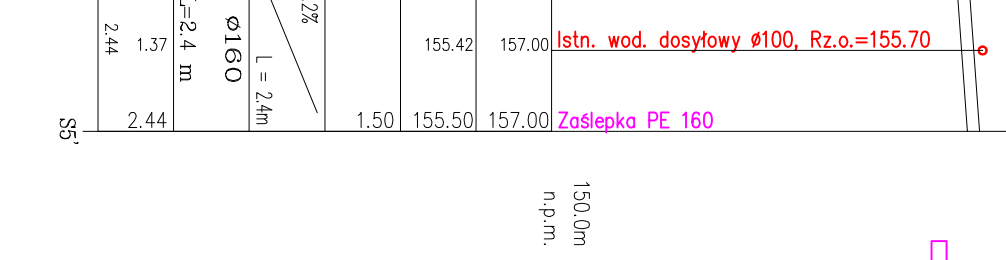 2%
L=2.4 m
ø160
L = 2.4m
2.44
1.37
155.42
157.00
Istn. wod. dosyłowy ø100, Rz.o.=155.70
S5'
2.44
1.50
155.50
157.00
Zaślepka PE 160
150.0m
n.p.m.